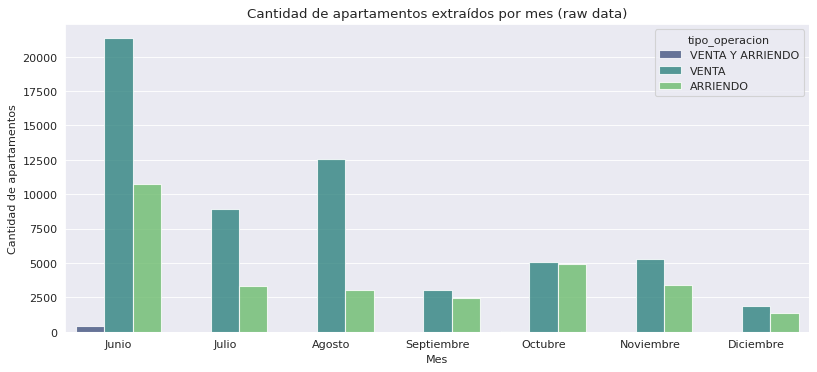 Cantidad de apartamentos extraídos por mes (raw data)
tipo_operacion
VENTA Y ARRIENDO
VENTA
ARRIENDO
Cantidad de apartamentos
20000
17500
15000
12500
10000
7500
5000
2500
0
Junio Julio Agosto Septiembre Octubre Noviembre Diciembre
Mes